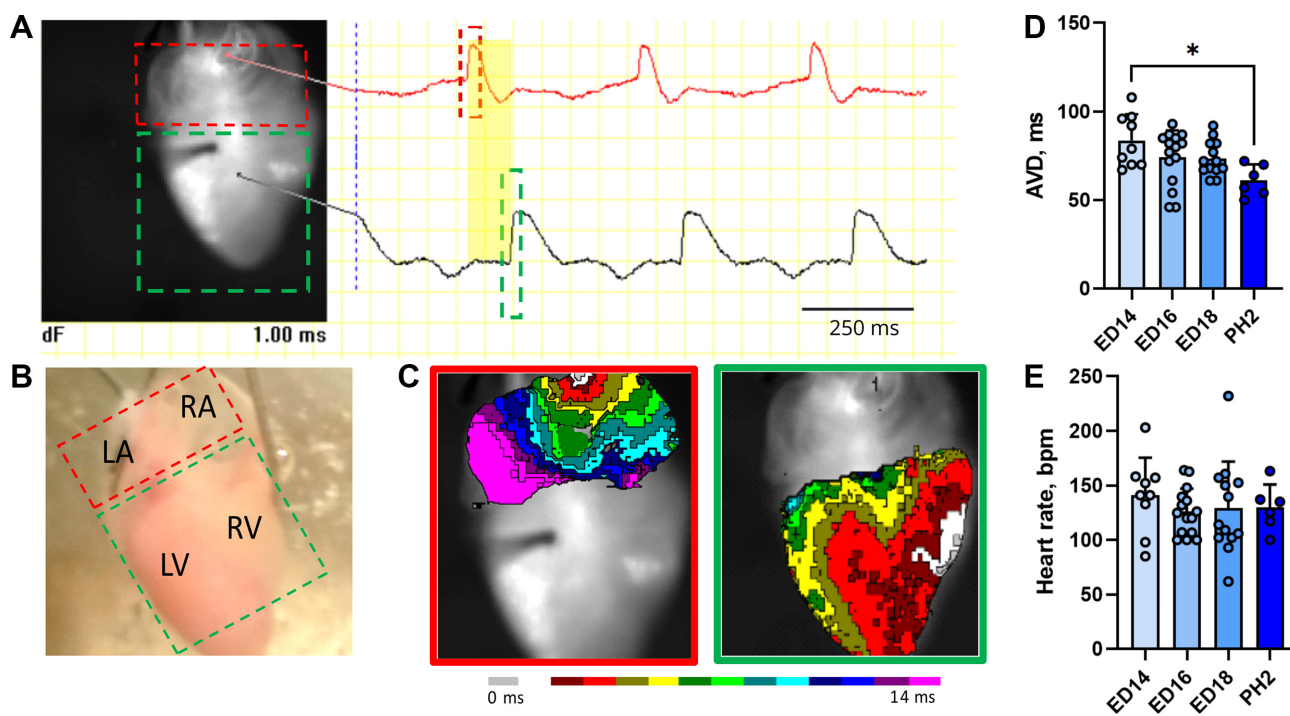 A
dF
1.00 ms
250 ms
B
RA
LA
RV
LV
C
0 ms
14 ms
D
150
100
50
0
AVD, ms
*
ED14
ED16
ED18
PH2
E
250
200
150
100
50
0
Heart rate, bpm
ED14
ED16
ED18
PH2